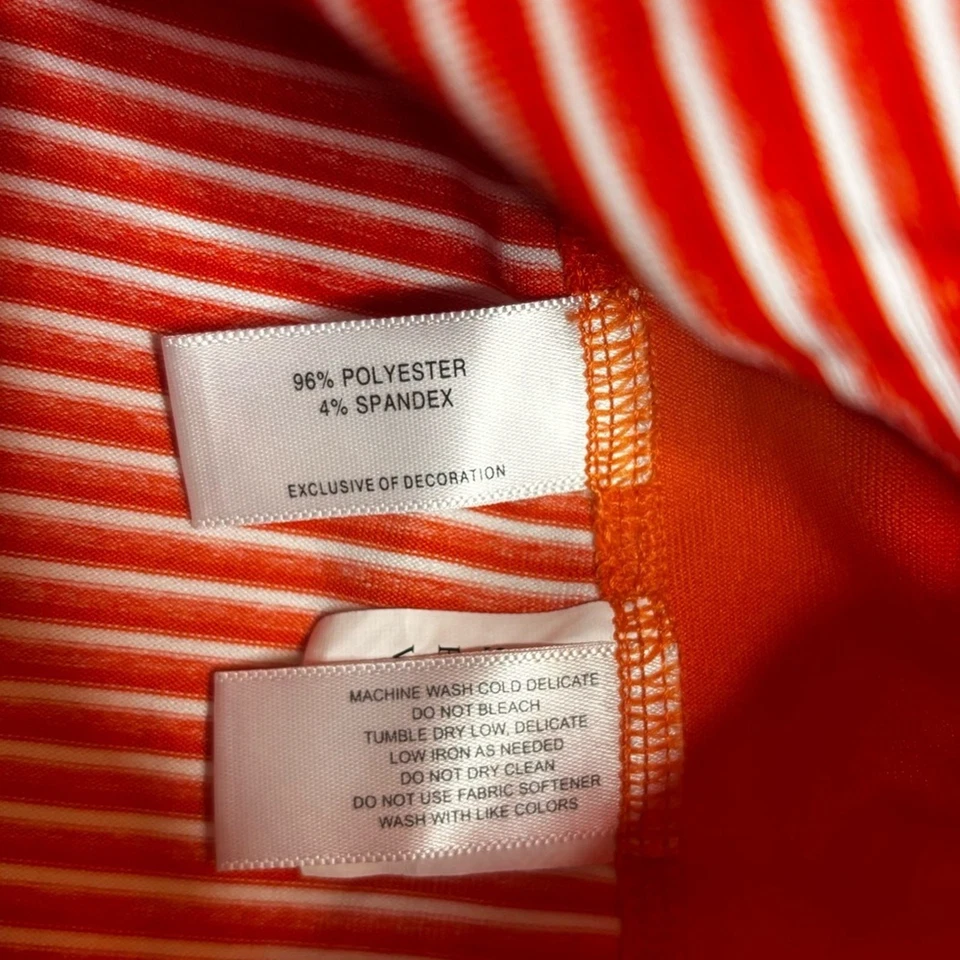 96% POLYESTER
4% SPANDEX
EXCLUSIVE OF DECORATION
MACHINE WASH COLD DELICATE
DO NOT BLEACH
TUMBLE DRY LOW, DELICATE
LOW IRON AS NEEDED
DO NOT DRY CLEAN
DO NOT USE FABRIC SOFTENER
WASH WITH LIKE COLORS